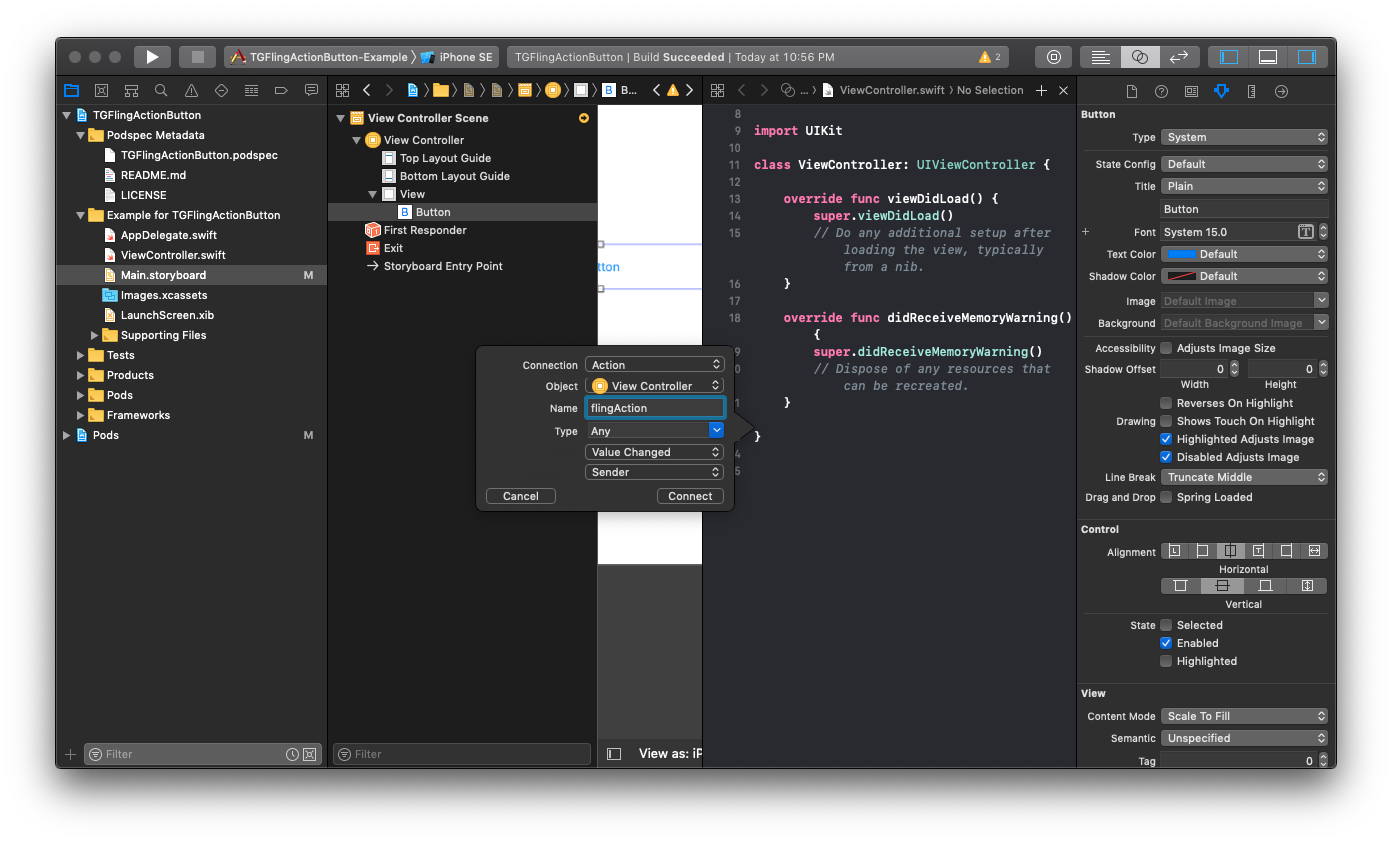 TGFlingActionButton-Example 〉 iPhone SE
TGFlingActionButton | Build Succeeded | Today at 10:56 PM
2
TGFlingActionButton
Podspec Metadata
TGFlingActionButton.podspec
README.md
LICENSE
Example for TGFlingActionButton
AppDelegate.swift
ViewController.swift
Main.storyboard M
Images.xcassets
LaunchScreen.xib
Supporting Files
Tests
Products
Pods
Frameworks
Pods M
Filter
B B...
View Controller Scene
View Controller
Top Layout Guide
Bottom Layout Guide
View
B Button
First Responder
Exit
Storyboard Entry Point
Filter
tton
View as: iP
... 〉 ViewController.swift 〉 No Selection
8
9 import UIKit
10
11 class ViewController: UIViewController {
12
13 override func viewDidLoad() {
14 super.viewDidLoad()
15 // Do any additional setup after
loading the view, typically
from a nib.
16 }
17
18 override func didReceiveMemoryWarning()
{
9 super.didReceiveMemoryWarning()
0 // Dispose of any resources that
can be recreated.
1 }
}
4
5
Connection Action
Object View Controller
Name flingAction
Type Any
Value Changed
Sender
Cancel Connect
Button
Type System
State Config Default
Title Plain
Button
+ Font System 15.0 T
Text Color Default
Shadow Color Default
Image Default Image
Background Default Background Image
Accessibility Adjusts Image Size
Shadow Offset 0 0
Width Height
Reverses On Highlight
Drawing Shows Touch On Highlight
Highlighted Adjusts Image
Disabled Adjusts Image
Line Break Truncate Middle
Drag and Drop Spring Loaded
Control
Alignment
Horizontal
Vertical
State Selected
Enabled
Highlighted
View
Content Mode Scale To Fill
Semantic Unspecified
Tag 0